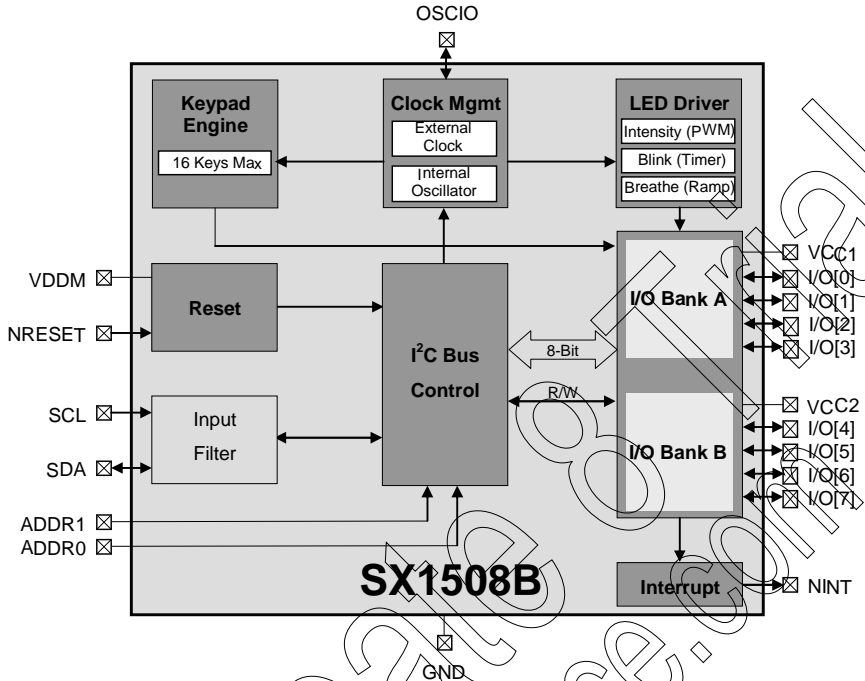 OSCIO
Keypad
Engine
16 Keys Max
Clock Mgmt
External
Clock
Internal
Oscillator
LED Driver
Intensity (PWM)
Blink (Timer)
Breathe (Ramp)
VDDM
NRESET
Reset
I²C Bus
Control
8-Bit
R/W
I/O Bank A
VCC1
I/O[0]
I/O[1]
I/O[2]
I/O[3]
SCL
SDA
Input
Filter
I/O Bank B
VCC2
I/O[4]
I/O[5]
I/O[6]
I/O[7]
ADDR1
ADDR0
SX1508B
Interrupt
NINT
GND